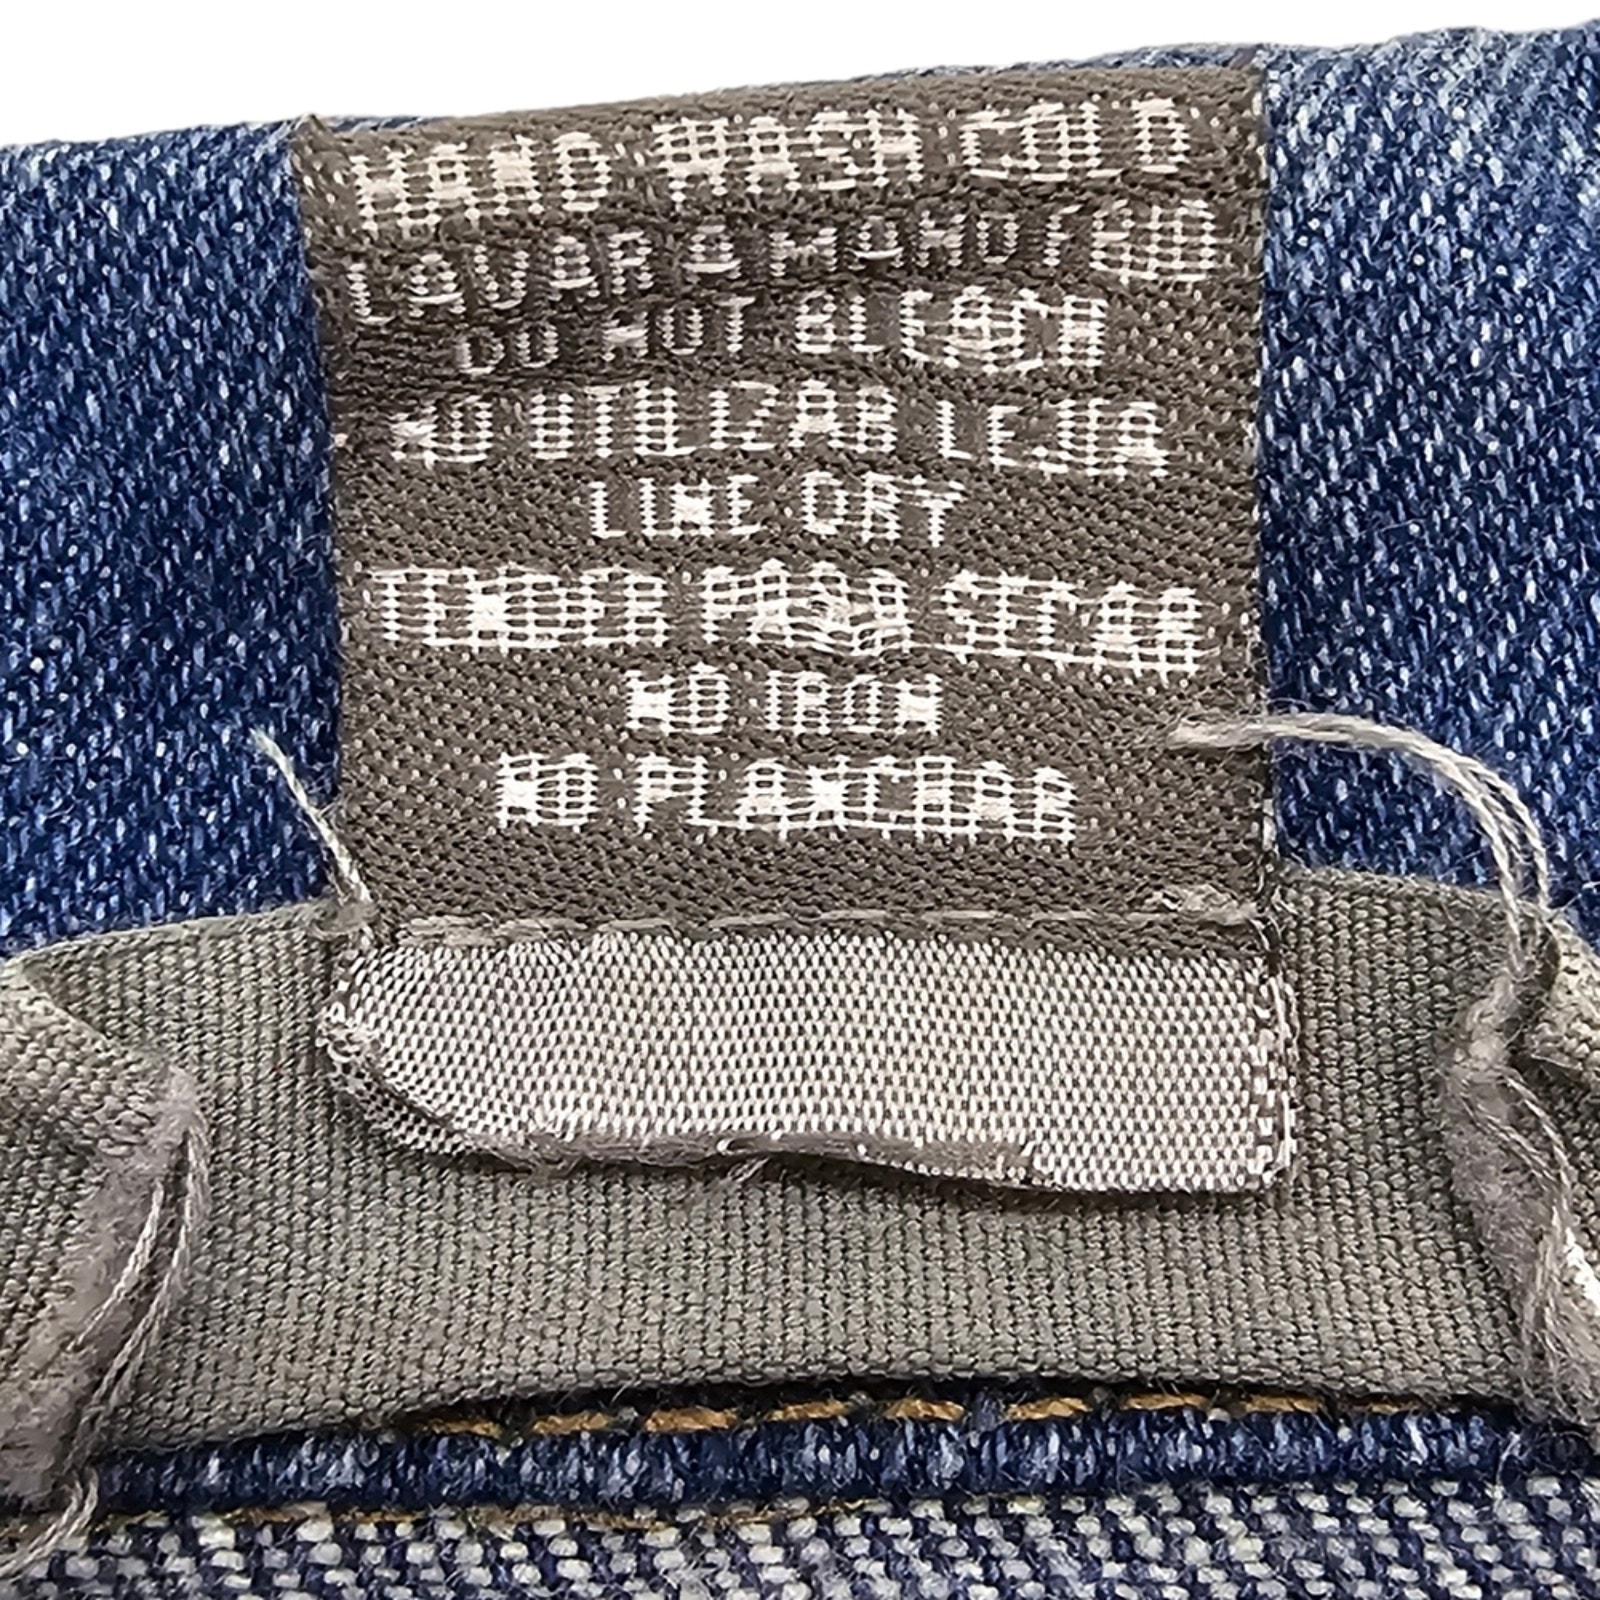 HAND WASH COLD
LAVAR A MANO FRIO
DO NOT BLEACH
NO UTILIZAR LEJIA
LINE DRY
TENDER PARA SECAR
NO IRON
NO PLANCHAR